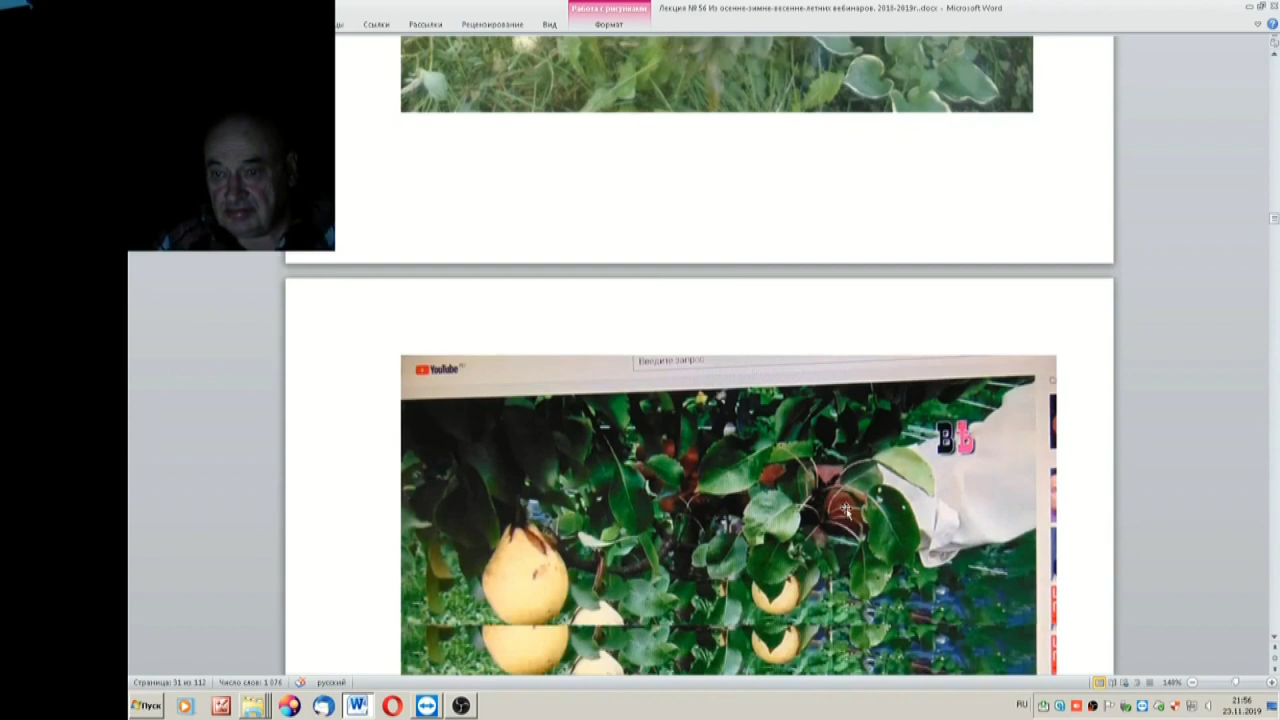 Работа с рисунками
Лекция № 56 Из осенне-зимне-весенне-летних вебинаров. 2018-2019г..docx - Microsoft Word
Ссылки Рассылки Рецензирование Вид Формат
YouTube
Введите запрос
ВЪ
Страница: 31 из 112 Число слов: 1 076 русский 148%
Пуск RU 21:56
23.11.2019